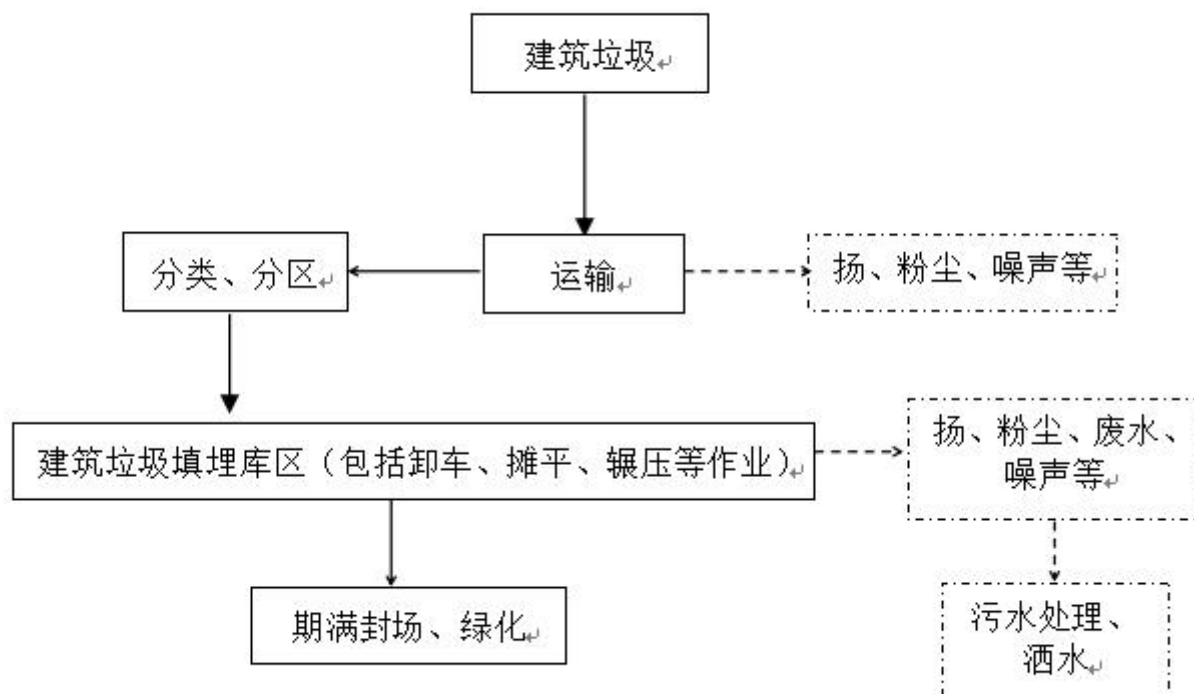 建筑垃圾
分类、分区
运输
扬、粉尘、噪声等
建筑垃圾填埋库区（包括卸车、摊平、辗压等作业）
扬、粉尘、废水、
噪声等
期满封场、绿化
污水处理、
洒水